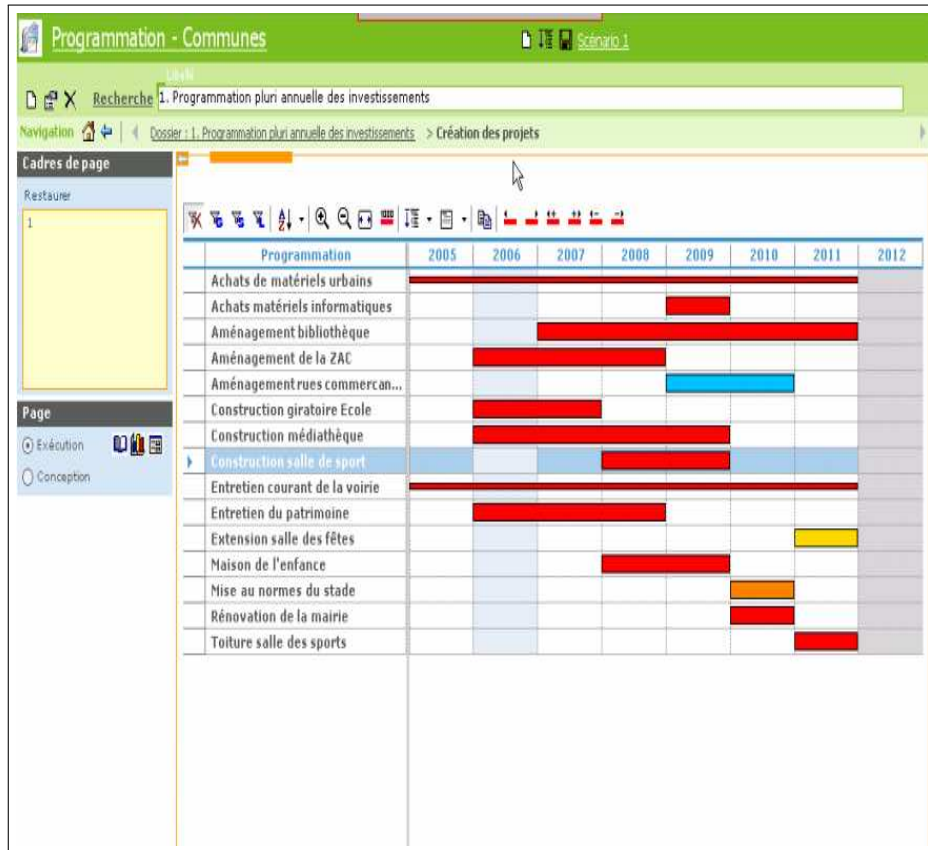 Programmation - Communes
Scénario 1
Libellé
Recherche 1. Programmation pluri annuelle des investissements
Navigation Dossier : 1. Programmation pluri annuelle des investissements > Création des projets
Cadres de page
Restaurer
1
Programmation 2005 2006 2007 2008 2009 2010 2011 2012
Achats de matériels urbains
Achats matériels informatiques
Aménagement bibliothèque
Aménagement de la ZAC
Aménagement rues commercan...
Construction giratoire Ecole
Construction médiathèque
Construction salle de sport
Entretien courant de la voirie
Entretien du patrimoine
Extension salle des fêtes
Maison de l'enfance
Mise au normes du stade
Rénovation de la mairie
Toiture salle des sports
Page
Exécution
Conception